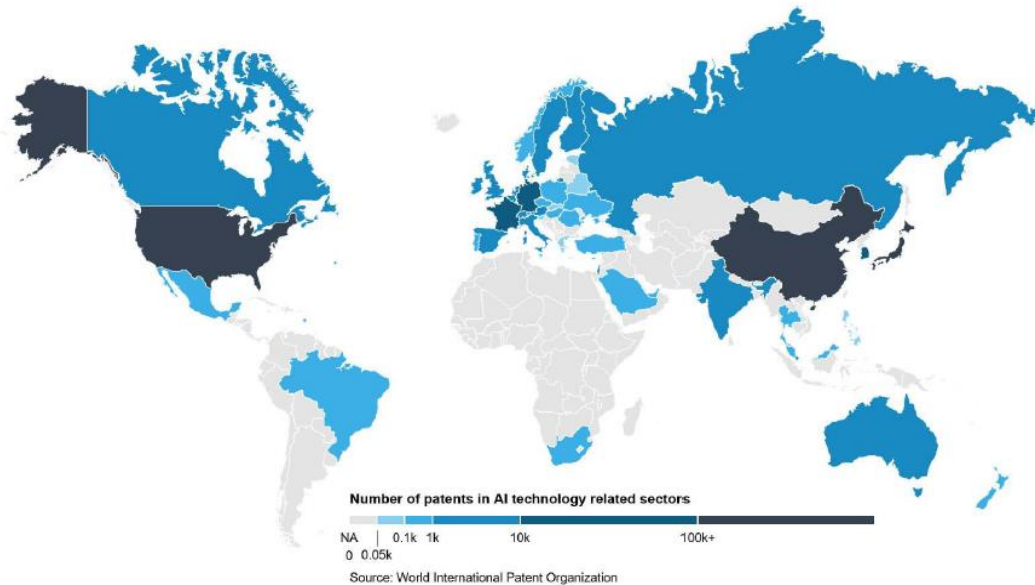 Number of patents in AI technology related sectors
NA 0.1k 1k 10k 100k+
0 0.05k
Source: World International Patent Organization